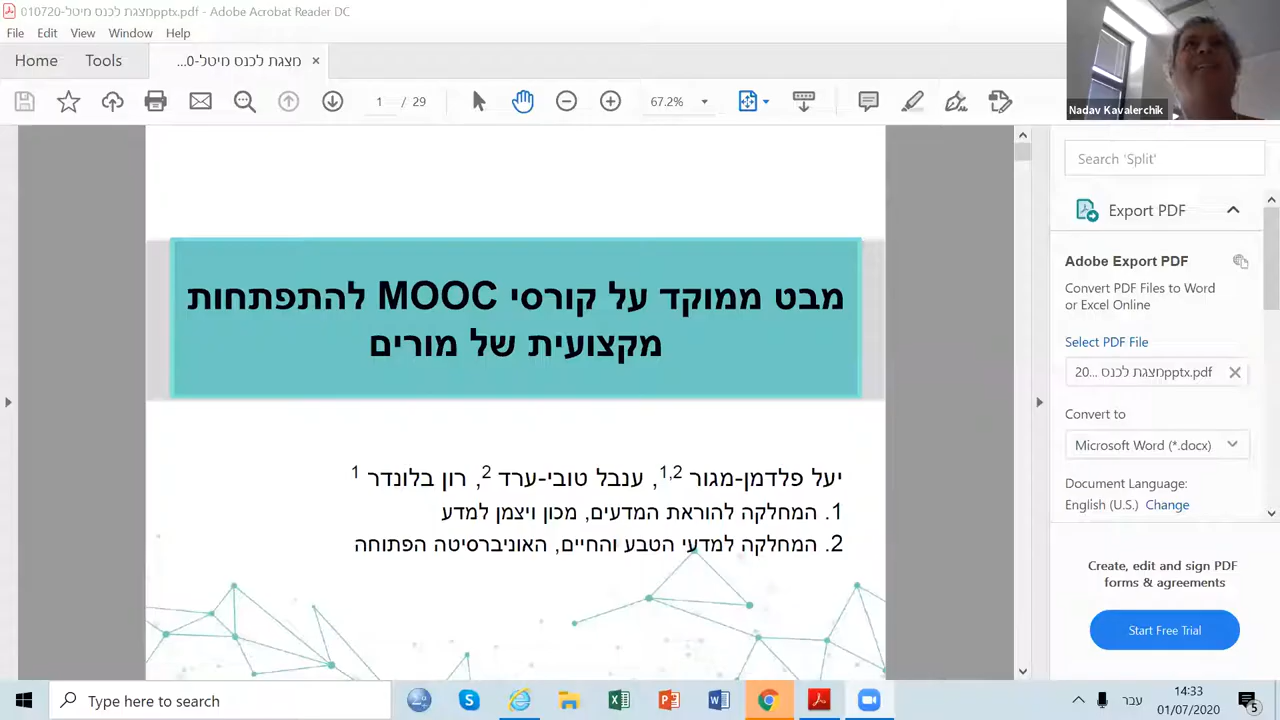 010720-מצגת לכנס מיטלpptx.pdf - Adobe Acrobat Reader DC
File Edit View Window Help
Home Tools מצגת לכנס מיטל-0... ×
1 / 29 67.2%
Nadav Kavalerchik
מבט ממוקד על קורסי MOOC להתפתחות
מקצועית של מורים
יעל פלדמן-מגור 1,2, ענבל טובי-ערד 2, רון בלונדר 1
1. המחלקה להוראת המדעים, מכון ויצמן למדע
2. המחלקה למדעי הטבע והחיים, האוניברסיטה הפתוחה
Search 'Split'
Export PDF
Adobe Export PDF
Convert PDF Files to Word
or Excel Online
Select PDF File
20... מצגת לכנסpptx.pdf
Convert to
Microsoft Word (*.docx)
Document Language:
English (U.S.) Change
Create, edit and sign PDF
forms & agreements
Start Free Trial
Type here to search
עבר
14:33
01/07/2020
5